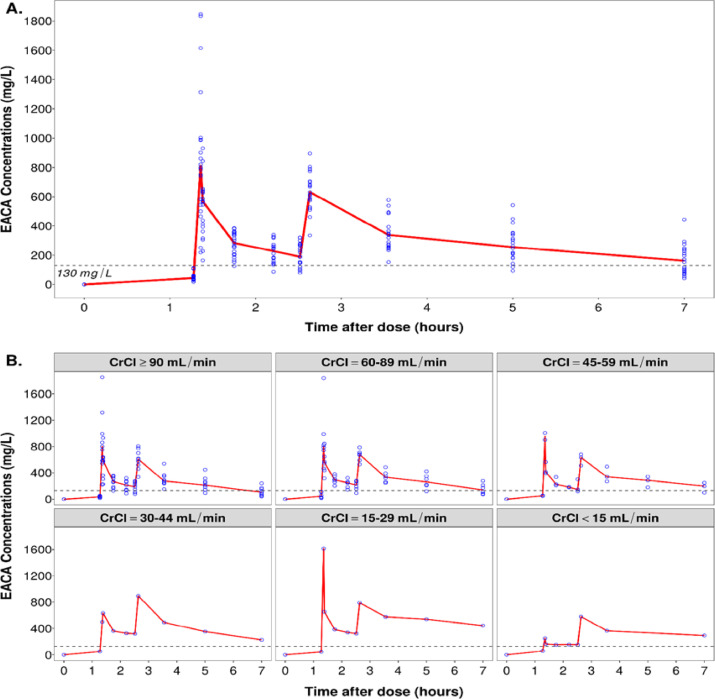 A.
EACA Concentrations (mg/L)
1800
1600
1400
1200
1000
800
600
400
200
0
130 mg/L
0 1 2 3 4 5 6 7
Time after dose (hours)
B.
CrCl ≥ 90 mL/min CrCl = 60-89 mL/min CrCl = 45-59 mL/min
EACA Concentrations (mg/L)
1600
1200
800
400
0
CrCl = 30-44 mL/min CrCl = 15-29 mL/min CrCl < 15 mL/min
1600
1200
800
400
0
0 1 2 3 4 5 6 7 0 1 2 3 4 5 6 7 0 1 2 3 4 5 6 7
Time after dose (hours)